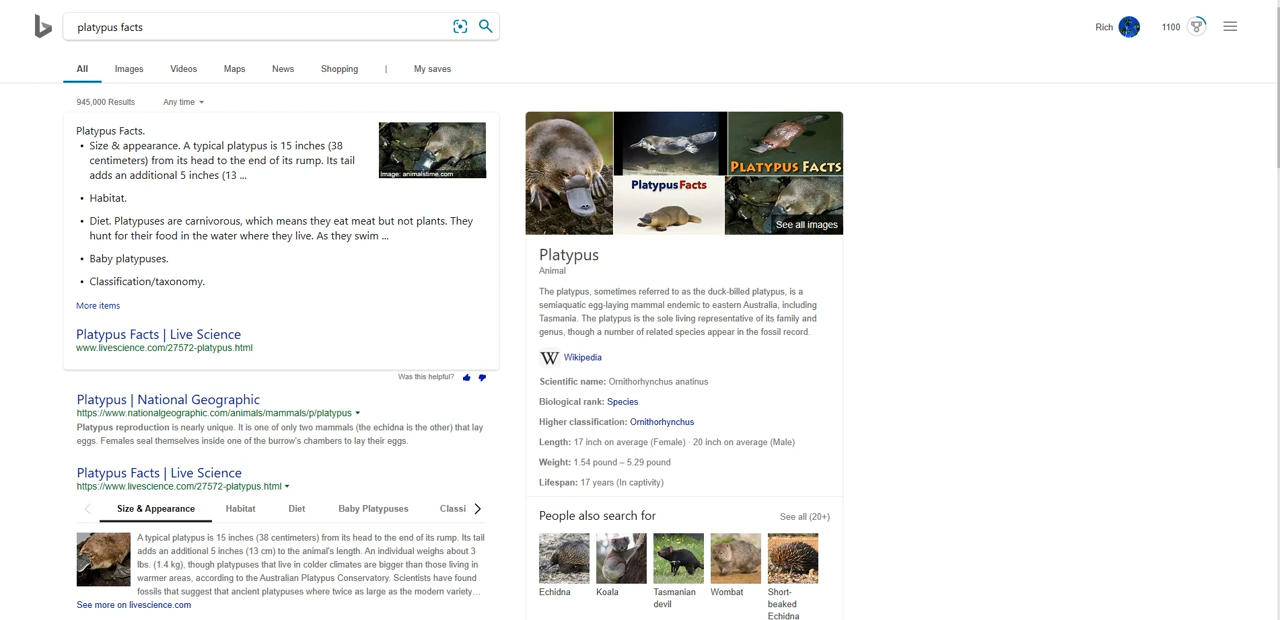 platypus facts
Rich
1100
All
Images
Videos
Maps
News
Shopping
|
My saves
945,000 Results
Any time
Platypus Facts.
• Size & appearance. A typical platypus is 15 inches (38
centimeters) from its head to the end of its rump. Its tail
adds an additional 5 inches (13 ...
Image: animalstime.com
• Habitat.
• Diet. Platypuses are carnivorous, which means they eat meat but not plants. They
hunt for their food in the water where they live. As they swim ...
• Baby platypuses.
• Classification/taxonomy.
More items
Platypus Facts | Live Science
www.livescience.com/27572-platypus.html
Was this helpful?
Platypus | National Geographic
https://www.nationalgeographic.com/animals/mammals/p/platypus
Platypus reproduction is nearly unique. It is one of only two mammals (the echidna is the other) that lay
eggs. Females seal themselves inside one of the burrow's chambers to lay their eggs.
Platypus Facts | Live Science
https://www.livescience.com/27572-platypus.html
Size & Appearance
Habitat
Diet
Baby Platypuses
Classi
A typical platypus is 15 inches (38 centimeters) from its head to the end of its rump. Its tail
adds an additional 5 inches (13 cm) to the animal's length. An individual weighs about 3
lbs. (1.4 kg), though platypuses that live in colder climates are bigger than those living in
warmer areas, according to the Australian Platypus Conservatory. Scientists have found
fossils that suggest that ancient platypuses where twice as large as the modern variety...
See more on livescience.com
PLATYPUS FACTS
Platypus Facts
See all images
Platypus
Animal
The platypus, sometimes referred to as the duck-billed platypus, is a
semiaquatic egg-laying mammal endemic to eastern Australia, including
Tasmania. The platypus is the sole living representative of its family and
genus, though a number of related species appear in the fossil record.
W Wikipedia
Scientific name: Ornithorhynchus anatinus
Biological rank: Species
Higher classification: Ornithorhynchus
Length: 17 inch on average (Female) · 20 inch on average (Male)
Weight: 1.54 pound – 5.29 pound
Lifespan: 17 years (In captivity)
People also search for
See all (20+)
Echidna
Koala
Tasmanian
devil
Wombat
Short-
beaked
Echidna